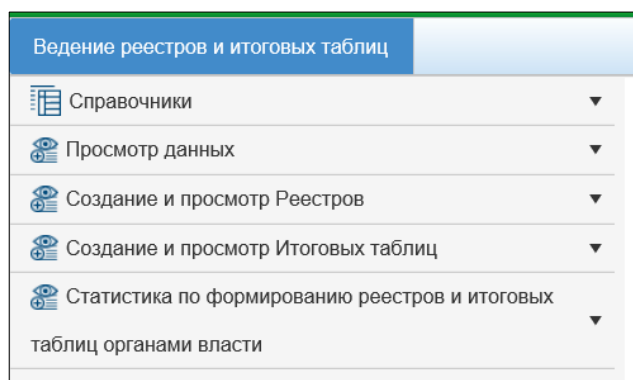 Ведение реестров и итоговых таблиц
Справочники
Просмотр данных
Создание и просмотр Реестров
Создание и просмотр Итоговых таблиц
Статистика по формированию реестров и итоговых
таблиц органами власти